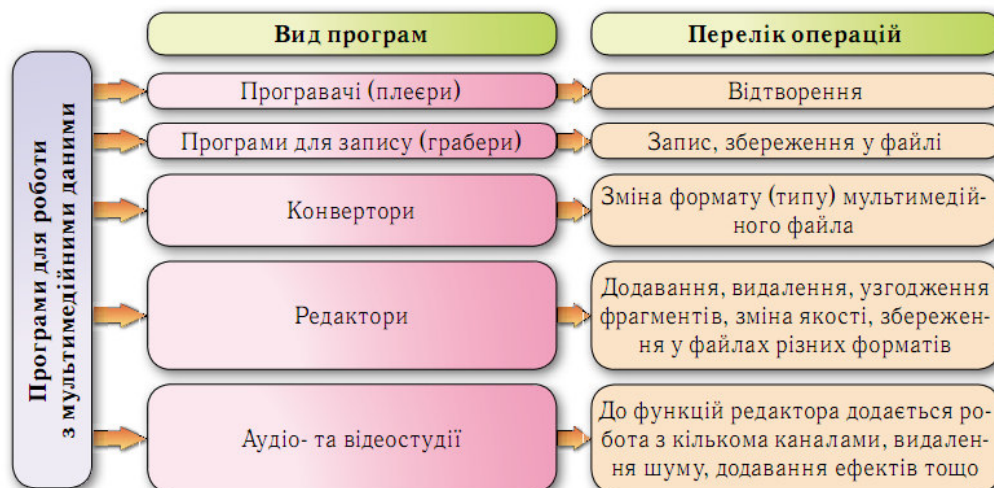 Програми для роботи
з мультимедійними даними
Вид програм
Перелік операцій
Програвачі (плеєри)
Відтворення
Програми для запису (грабери)
Запис, збереження у файлі
Конвертори
Зміна формату (типу) мультимедій-
ного файла
Редактори
Додавання, видалення, узгодження
фрагментів, зміна якості, збережен-
ня у файлах різних форматів
Аудіо- та відеостудії
До функцій редактора додається ро-
бота з кількома каналами, видален-
ня шуму, додавання ефектів тощо